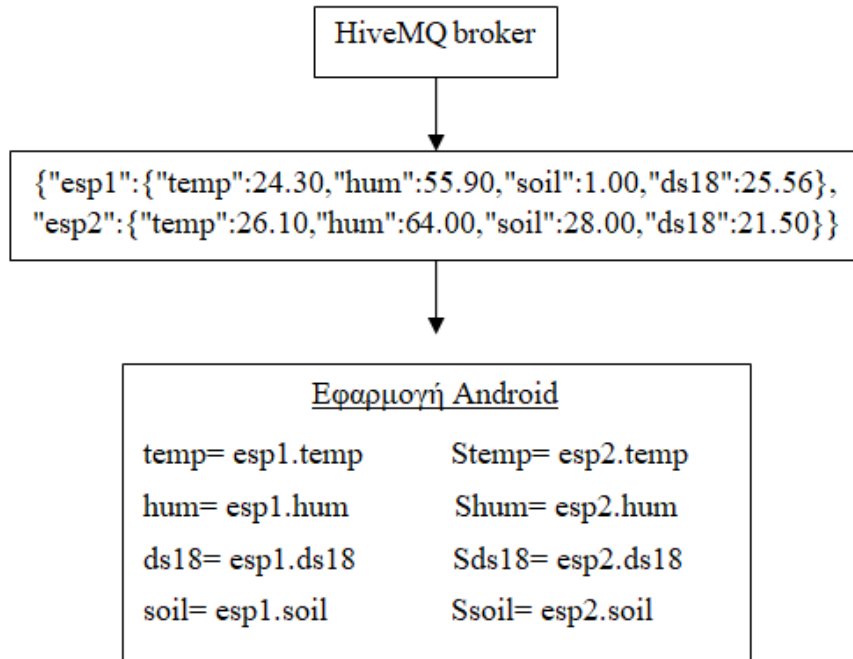 HiveMQ broker
{"esp1":{"temp":24.30,"hum":55.90,"soil":1.00,"ds18":25.56},
"esp2":{"temp":26.10,"hum":64.00,"soil":28.00,"ds18":21.50}}
Εφαρμογή Android
temp= esp1.temp Stemp= esp2.temp
hum= esp1.hum Shum= esp2.hum
ds18= esp1.ds18 Sds18= esp2.ds18
soil= esp1.soil Ssoil= esp2.soil